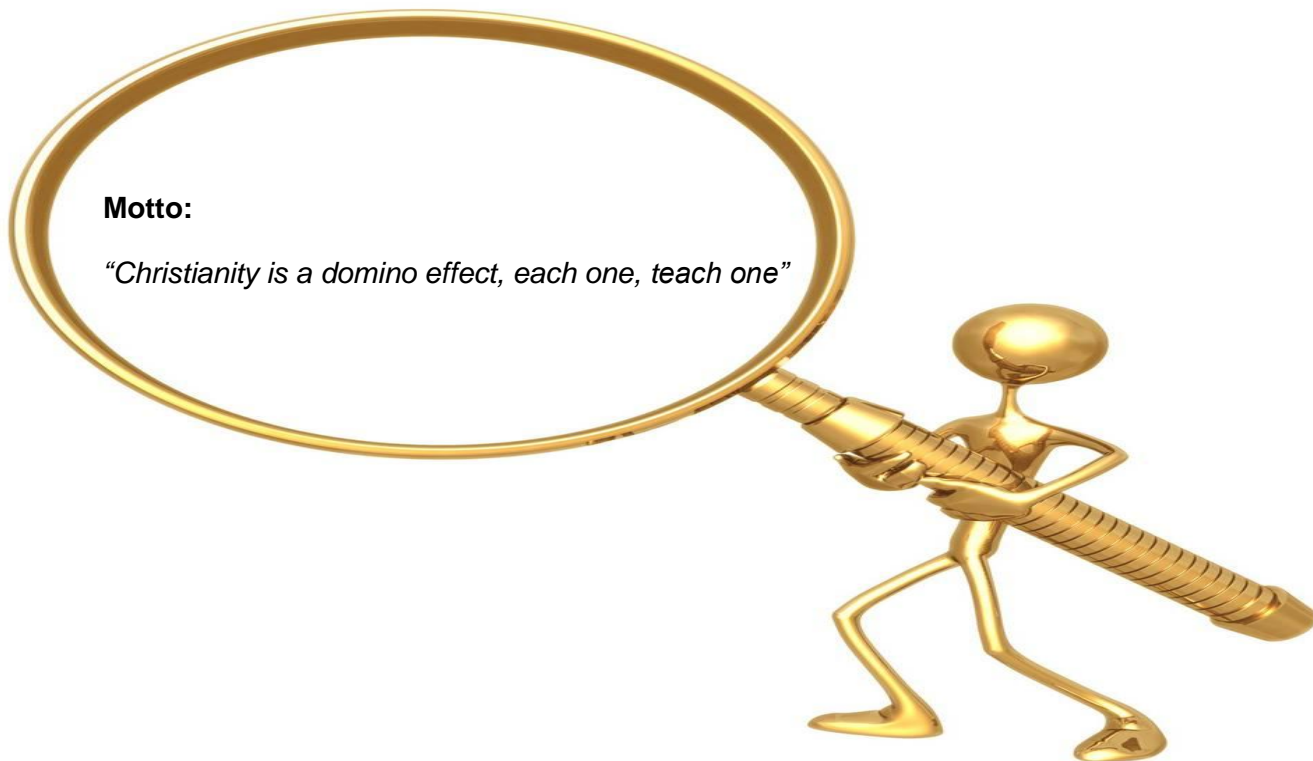 Motto:
“Christianity is a domino effect, each one, teach one”